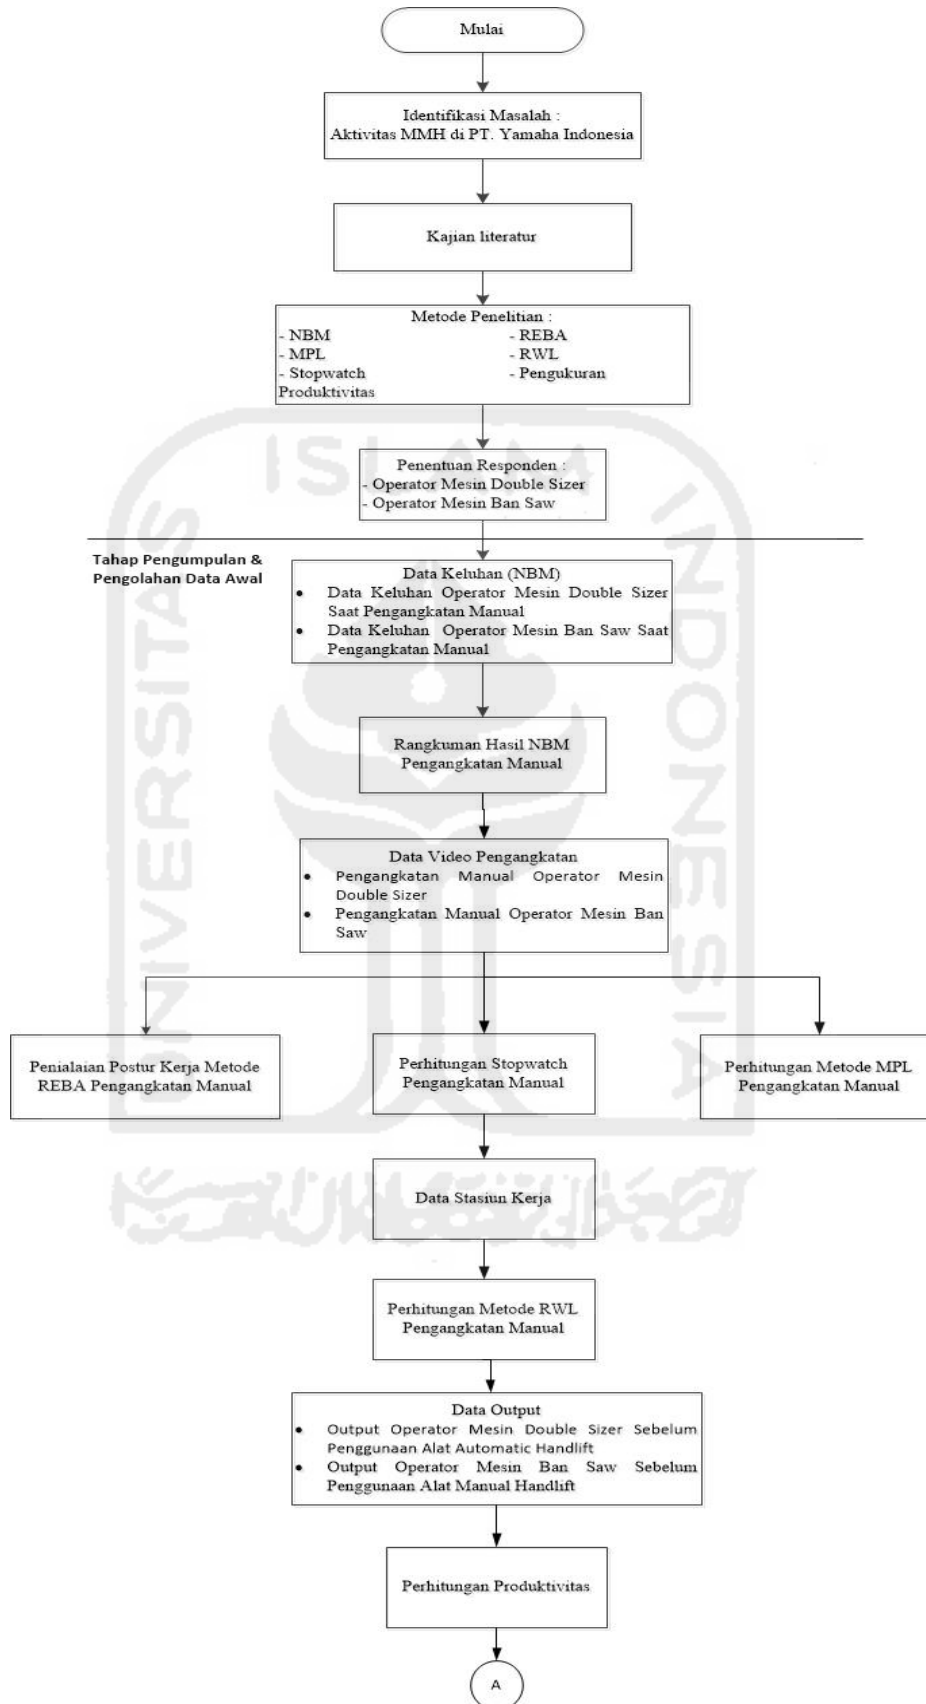 Mulai
Identifikasi Masalah :
Aktivitas MMH di PT. Yamaha Indonesia
Kajian literatur
Metode Penelitian :
- NBM - REBA
- MPL - RWL
- Stopwatch - Pengukuran
Produktivitas
Penentuan Responden :
- Operator Mesin Double Sizer
- Operator Mesin Ban Saw
Tahap Pengumpulan &
Pengolahan Data Awal
Data Keluhan (NBM)
• Data Keluhan Operator Mesin Double Sizer
Saat Pengangkatan Manual
• Data Keluhan Operator Mesin Ban Saw Saat
Pengangkatan Manual
Rangkuman Hasil NBM
Pengangkatan Manual
Data Video Pengangkatan
• Pengangkatan Manual Operator Mesin
Double Sizer
• Pengangkatan Manual Operator Mesin Ban
Saw
Penialaian Postur Kerja Metode
REBA Pengangkatan Manual
Perhitungan Stopwatch
Pengangkatan Manual
Perhitungan Metode MPL
Pengangkatan Manual
Data Stasiun Kerja
Perhitungan Metode RWL
Pengangkatan Manual
Data Output
• Output Operator Mesin Double Sizer Sebelum
Penggunaan Alat Automatic Handlift
• Output Operator Mesin Ban Saw Sebelum
Penggunaan Alat Manual Handlift
Perhitungan Produktivitas
A
UNIVERSITAS
ISLAM
INDONESIA